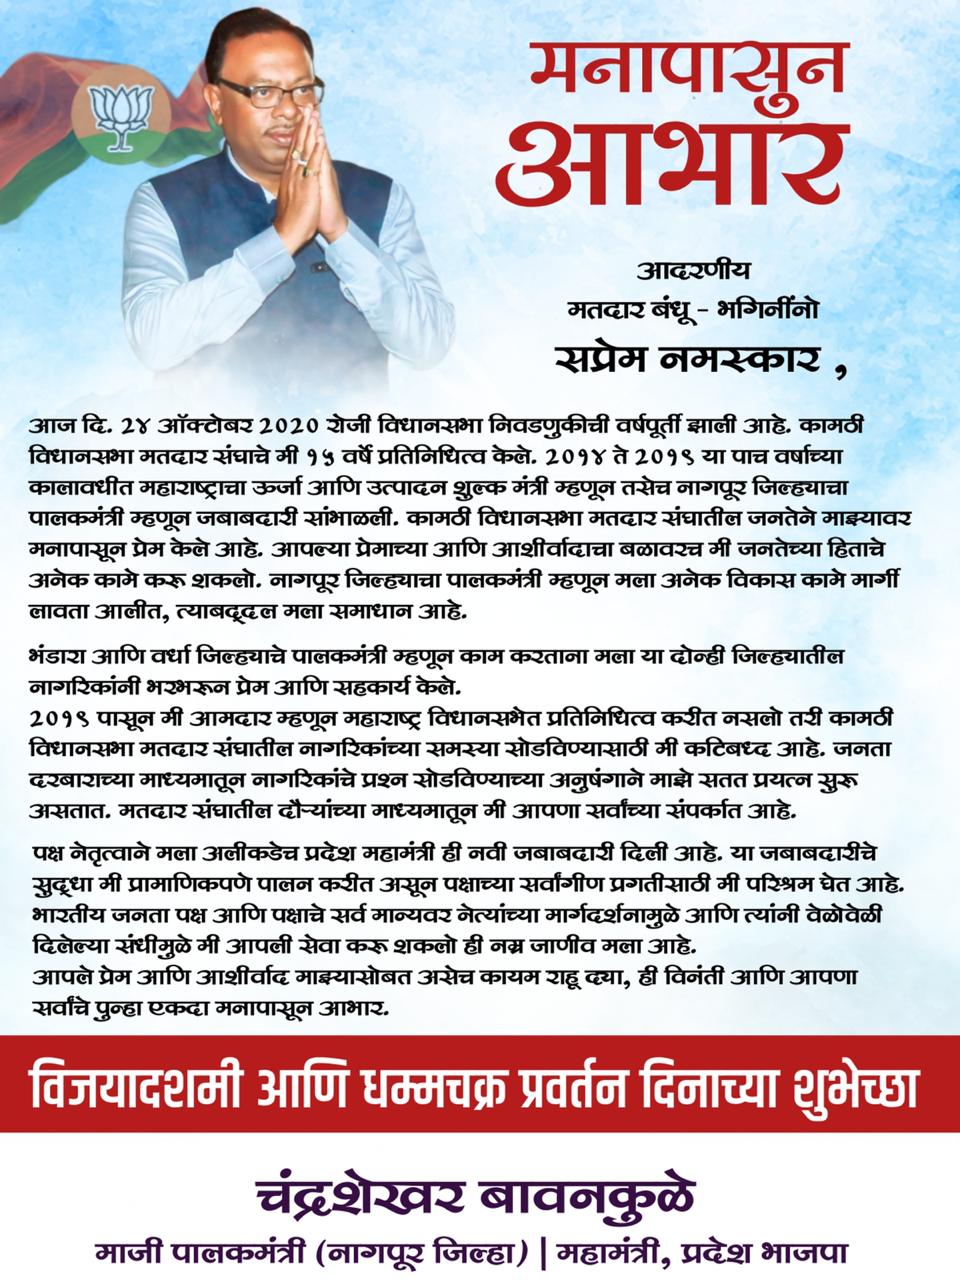 मनापासुन
आभार
आदरणीय
मतदार बंधू - भगिनींनो
सप्रेम नमस्कार ,
आज दि. २४ ऑक्टोबर २०२० रोजी विधानसभा निवडणुकीची वर्षपूर्ती झाली आहे. कामठी
विधानसभा मतदार संघाचे मी १५ वर्षे प्रतिनिधित्व केले. २०१४ ते २०१९ या पाच वर्षाच्या
कालावधीत महाराष्ट्राचा ऊर्जा आणि उत्पादन शुल्क मंत्री म्हणून तसेच नागपूर जिल्ह्याचा
पालकमंत्री म्हणून जबाबदारी सांभाळली. कामठी विधानसभा मतदार संघातील जनतेने माझ्यावर
मनापासून प्रेम केले आहे. आपल्या प्रेमाच्या आणि आशीर्वादाचा बळावरच मी जनतेच्या हिताचे
अनेक कामे करू शकलो. नागपूर जिल्ह्याचा पालकमंत्री म्हणून मला अनेक विकास कामे मार्गी
लावता आलीत, त्याबद्दल मला समाधान आहे.
भंडारा आणि वर्धा जिल्ह्याचे पालकमंत्री म्हणून काम करताना मला या दोन्ही जिल्ह्यातील
नागरिकांनी भरभरून प्रेम आणि सहकार्य केले.
२०१९ पासून मी आमदार म्हणून महाराष्ट्र विधानसभेत प्रतिनिधित्व करीत नसलो तरी कामठी
विधानसभा मतदार संघातील नागरिकांच्या समस्या सोडविण्यासाठी मी कटिबध्द आहे. जनता
दरबाराच्या माध्यमातून नागरिकांचे प्रश्न सोडविण्याच्या अनुषंगाने माझे सतत प्रयत्न सुरू
असतात. मतदार संघातील दौऱ्यांच्या माध्यमातून मी आपणा सर्वांच्या संपर्कात आहे.
पक्ष नेतृत्वाने मला अलीकडेच प्रदेश महामंत्री ही नवी जबाबदारी दिली आहे. या जबाबदारीचे
सुद्धा मी प्रामाणिकपणे पालन करीत असून पक्षाच्या सर्वांगीण प्रगतीसाठी मी परिश्रम घेत आहे.
भारतीय जनता पक्ष आणि पक्षाचे सर्व मान्यवर नेत्यांच्या मार्गदर्शनामुळे आणि त्यांनी वेळोवेळी
दिलेल्या संधीमुळे मी आपली सेवा करू शकलो ही नम्र जाणीव मला आहे.
आपले प्रेम आणि आशीर्वाद माझ्यासोबत असेच कायम राहू द्या, ही विनंती आणि आपणा
सर्वांचे पुन्हा एकदा मनापासून आभार.
विजयादशमी आणि धम्मचक्र प्रवर्तन दिनाच्या शुभेच्छा
चंद्रशेखर बावनकुळे
माजी पालकमंत्री (नागपूर जिल्हा) | महामंत्री, प्रदेश भाजपा